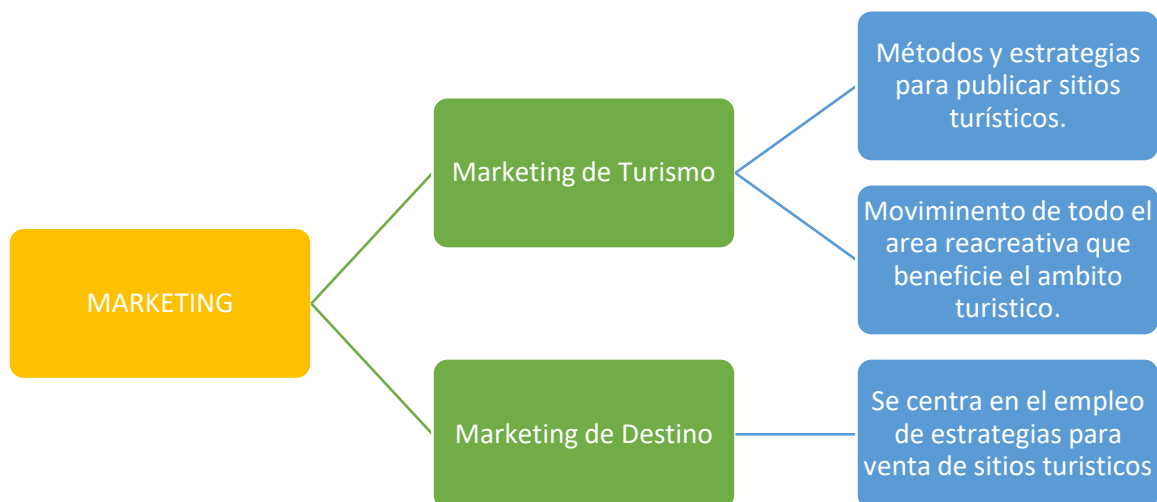 MARKETING
Marketing de Turismo
Métodos y estrategias
para publicar sitios
turísticos.
Moviminento de todo el
area reacreativa que
beneficie el ambito
turistico.
Marketing de Destino
Se centra en el empleo
de estrategias para
venta de sitios turisticos